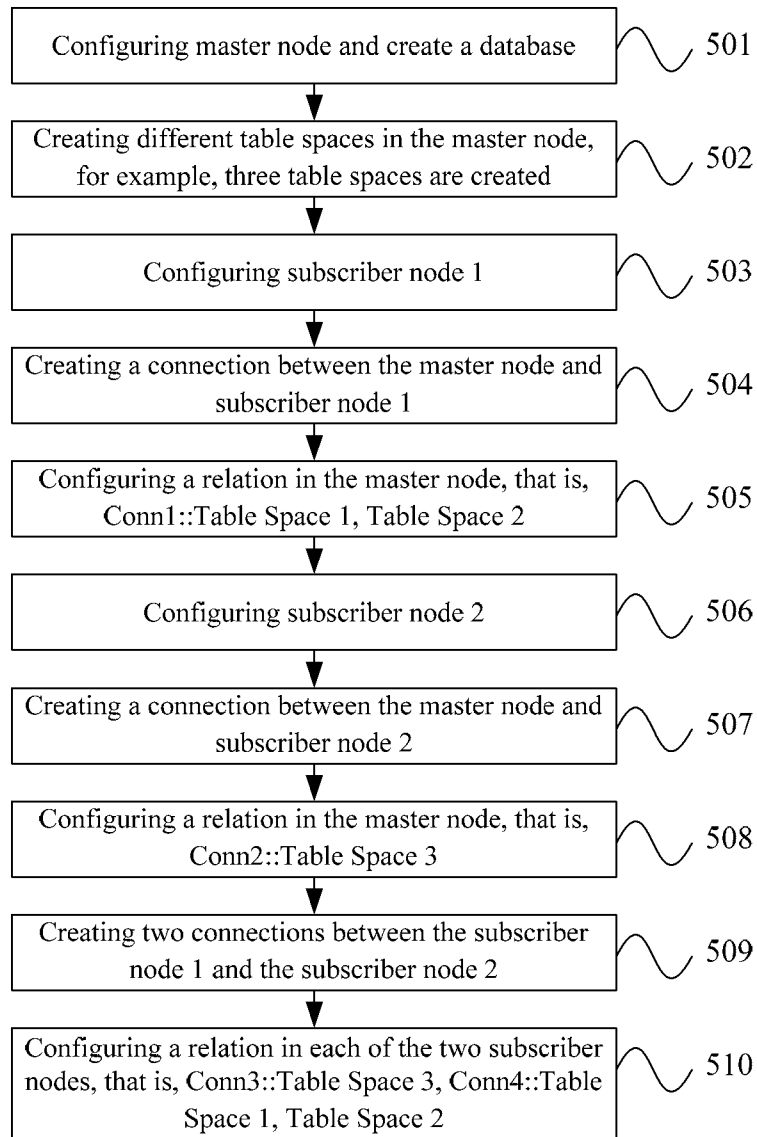 Configuring master node and create a database
501
Creating different table spaces in the master node,
for example, three table spaces are created
502
Configuring subscriber node 1
503
Creating a connection between the master node and
subscriber node 1
504
Configuring a relation in the master node, that is,
Conn1::Table Space 1, Table Space 2
505
Configuring subscriber node 2
506
Creating a connection between the master node and
subscriber node 2
507
Configuring a relation in the master node, that is,
Conn2::Table Space 3
508
Creating two connections between the subscriber
node 1 and the subscriber node 2
509
Configuring a relation in each of the two subscriber
nodes, that is, Conn3::Table Space 3, Conn4::Table
Space 1, Table Space 2
510